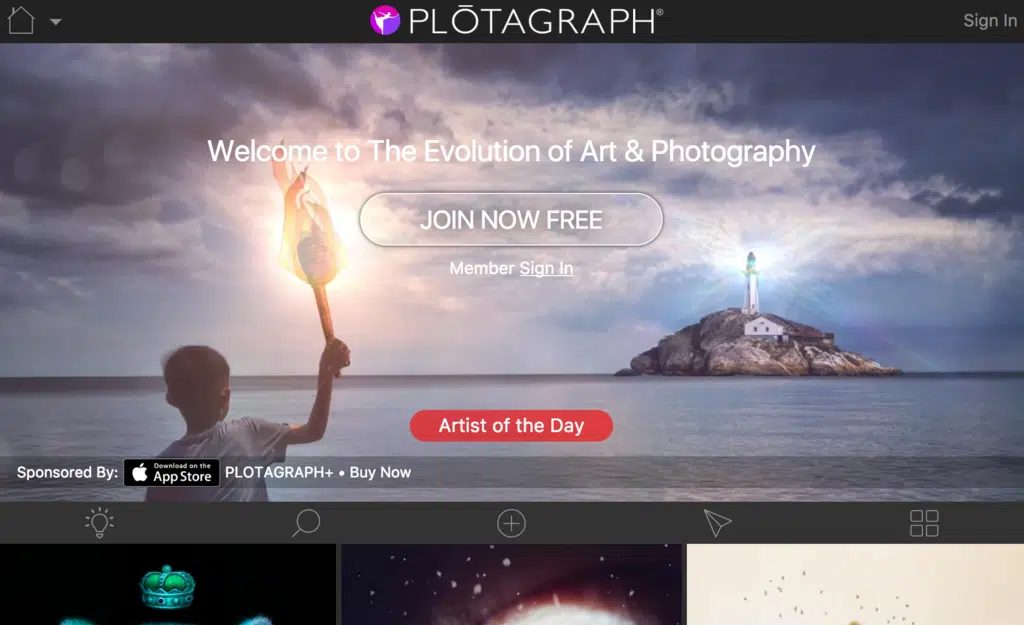 PLŌTAGRAPH®
Sign In
Welcome to The Evolution of Art & Photography
JOIN NOW FREE
Member Sign In
Artist of the Day
Sponsored By: Download on the App Store PLOTAGRAPH+ • Buy Now